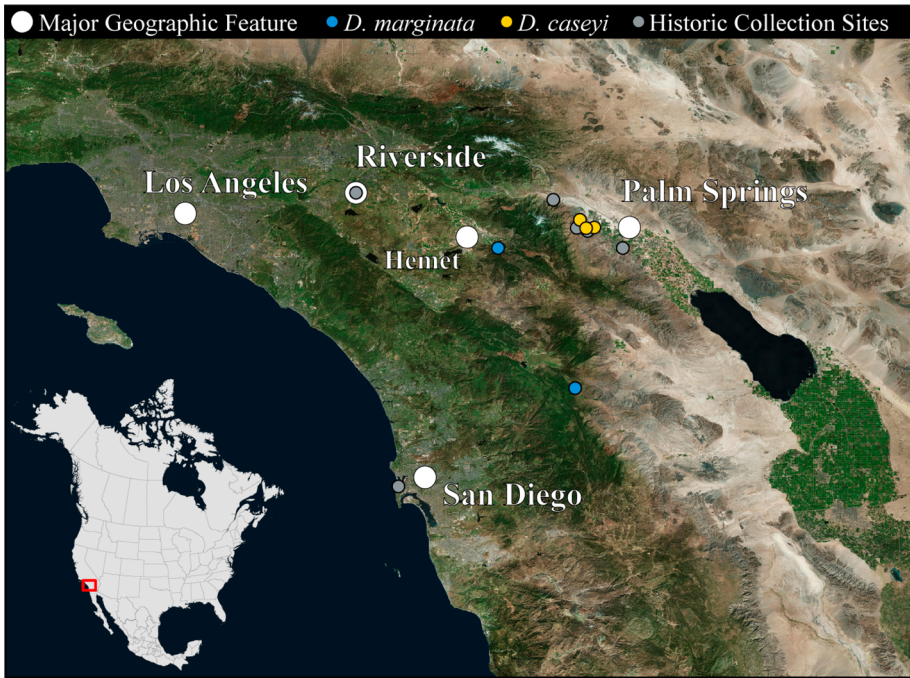 Major Geographic Feature D. marginata D. caseyi Historic Collection Sites
Riverside
Los Angeles
Palm Springs
Hemet
San Diego